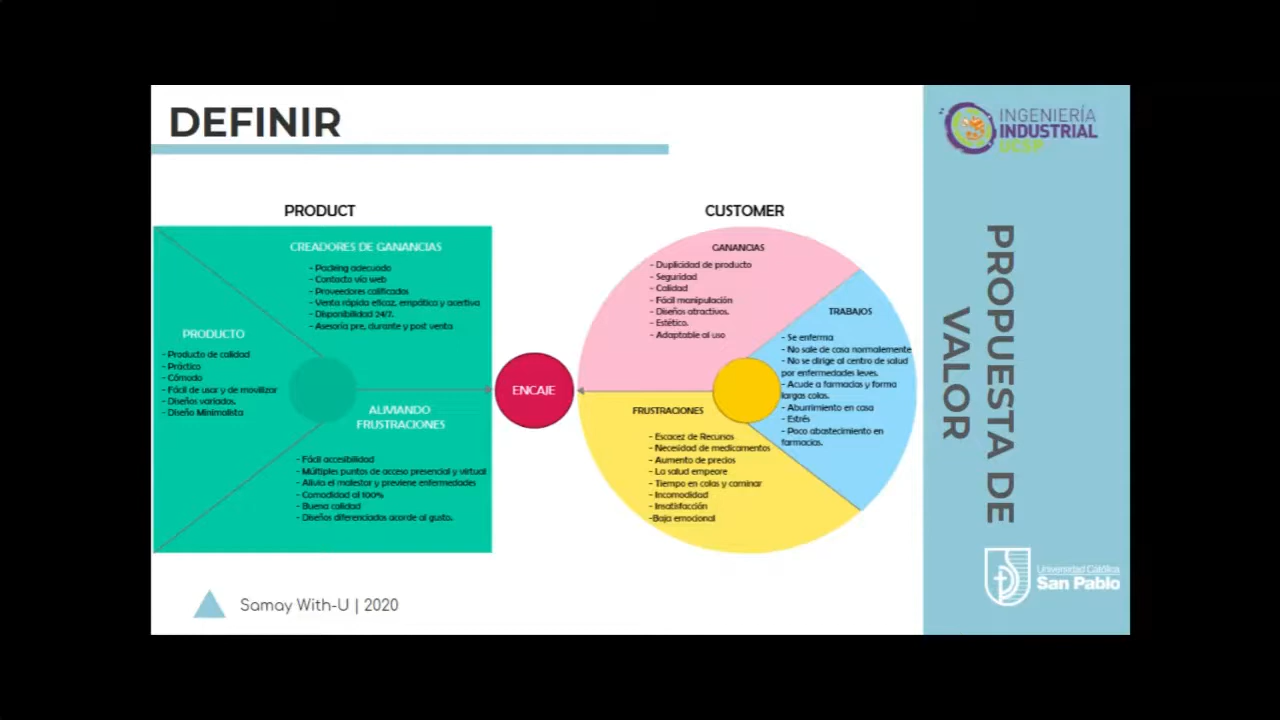 DEFINIR
PRODUCT
CREADORES DE GANANCIAS
- Packing adecuado
- Contacto vía web
- Proveedores calificados
- Venta rápida eficaz, empática y acertiva
- Disponibilidad 24/7.
- Asesoría pre, durante y post venta
PRODUCTO
- Producto de calidad
- Práctico
- Cómodo
- Fácil de usar y de movilizar
- Diseños variados.
- Diseño Minimalista
ALIVIANDO
FRUSTRACIONES
- Fácil accesibilidad
- Múltiples puntos de acceso presencial y virtual
- Alivia el malestar y previene enfermedades
- Comodidad al 100%
- Buena calidad
- Diseños diferenciados acorde al gusto.
ENCAJE
CUSTOMER
GANANCIAS
- Duplicidad de producto
- Seguridad
- Calidad
- Fácil manipulación
- Diseños atractivos.
- Estético.
- Adaptable al uso
TRABAJOS
- Se enferma
- No sale de casa normalemente
- No se dirige al centro de salud
por enfermedades leves.
- Acude a farmacias y forma
largas colas.
- Aburrimiento en casa
- Estrés
- Poco abastecimiento en
farmacias.
FRUSTRACIONES
- Escacez de Recursos
- Necesidad de medicamentos
- Aumento de precios
- La salud empeore
- Tiempo en colas y caminar
- Incomodidad
- Insatisfacción
-Baja emocional
INGENIERÍA
INDUSTRIAL
UCSP
PROPUESTA DE
VALOR
Universidad Católica
San Pablo
Samay With-U | 2020